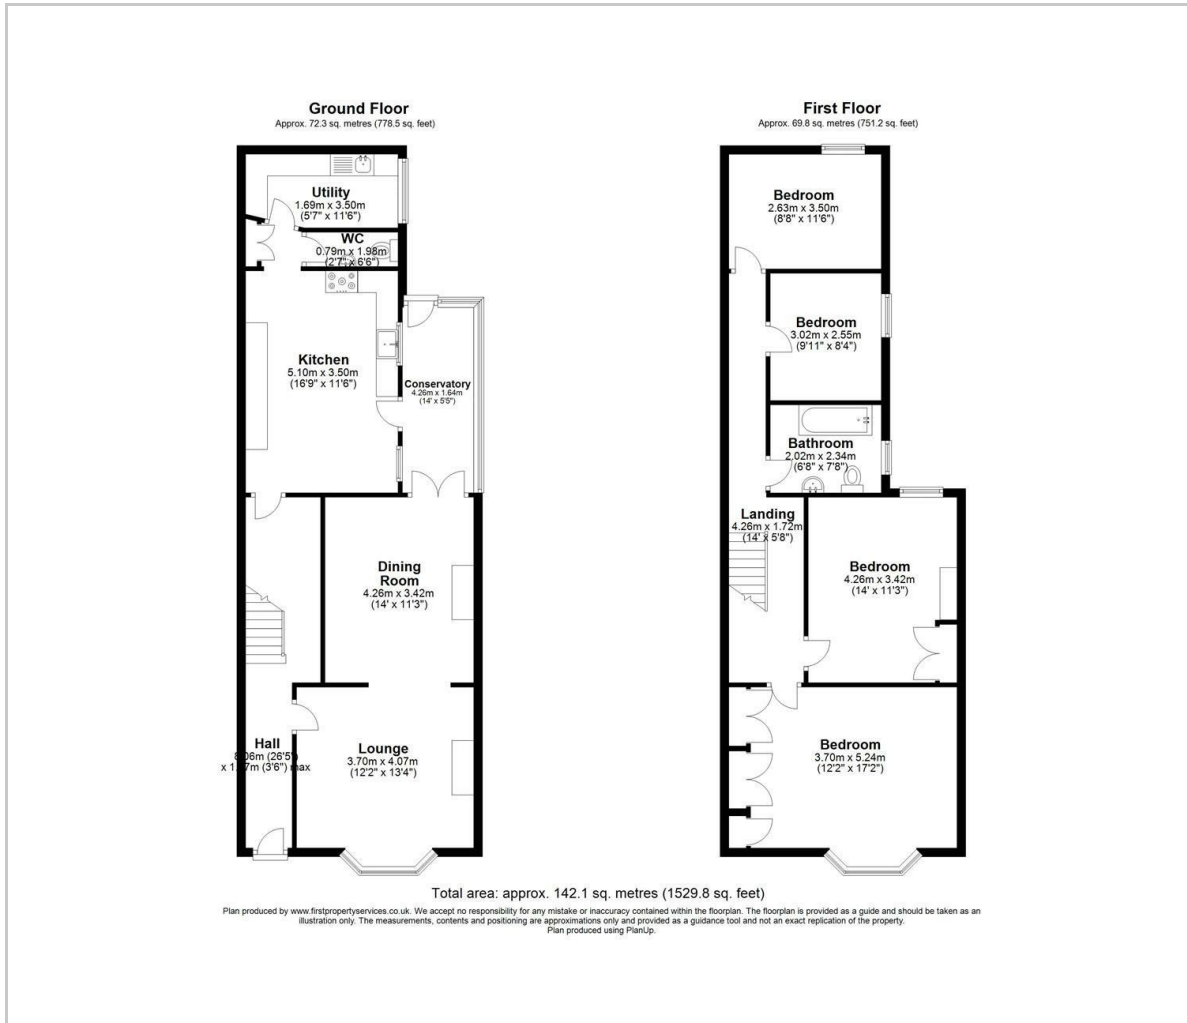 Ground Floor
Approx. 72.3 sq. metres (778.5 sq. feet)
Utility
1.69m x 3.50m
(5'7" x 11'6")
WC
0.79m x 1.98m
(2'7" x 6'6")
Kitchen
5.10m x 3.50m
(16'9" x 11'6")
Conservatory
4.26m x 1.64m
(14' x 5'5")
Dining
Room
4.26m x 3.42m
(14' x 11'3")
Hall
(26'5")
x (3'6") max
Lounge
3.70m x 4.07m
(12'2" x 13'4")
First Floor
Approx. 69.8 sq. metres (751.2 sq. feet)
Bedroom
2.63m x 3.50m
(8'8" x 11'6")
Bedroom
3.02m x 2.55m
(9'11" x 8'4")
Bathroom
2.02m x 2.34m
(6'8" x 7'8")
Landing
4.26m x 1.72m
(14' x 5'8")
Bedroom
4.26m x 3.42m
(14' x 11'3")
Bedroom
3.70m x 5.24m
(12'2" x 17'2")
Total area: approx. 142.1 sq. metres (1529.8 sq. feet)
Plan produced by www.firstpropertyservices.co.uk. We accept no responsibility for any mistake or inaccuracy contained within the floorplan. The floorplan is provided as a guide and should be taken as an
illustration only. The measurements, contents and positioning are approximations only and provided as a guidance tool and not an exact replication of the property.
Plan produced using PlanUp.